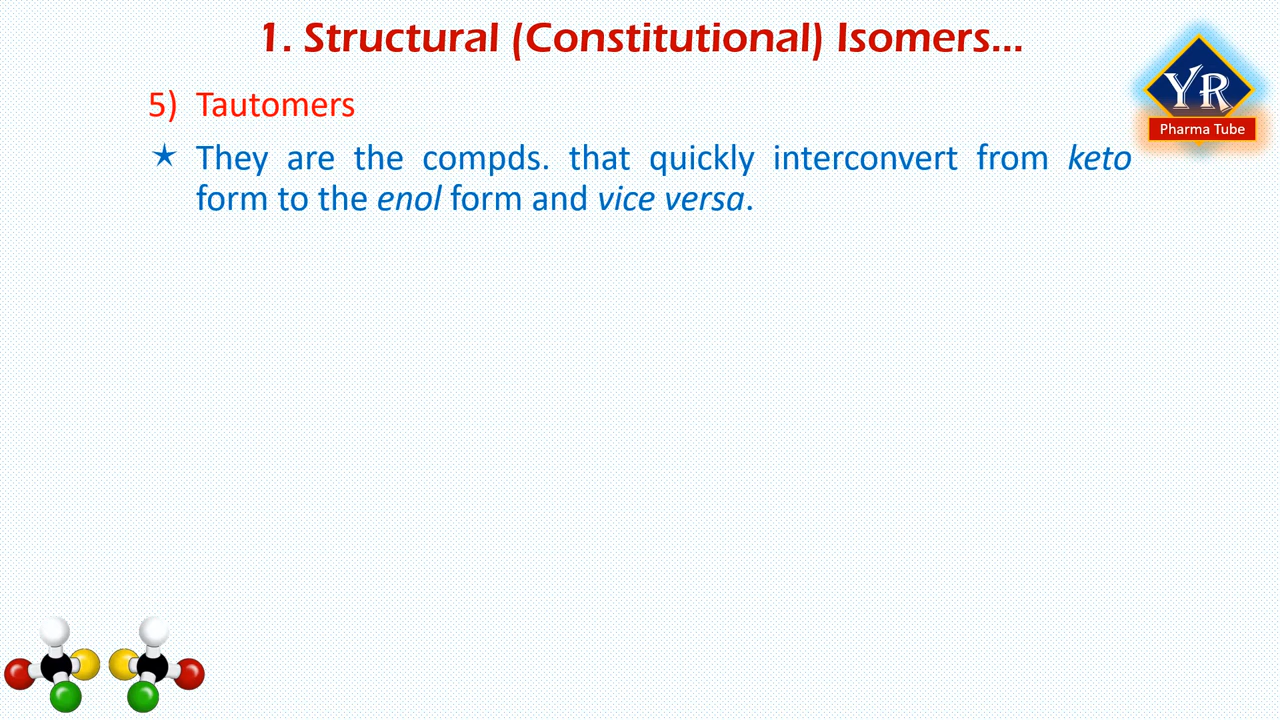 1. Structural (Constitutional) Isomers...
YR
Pharma Tube
5) Tautomers
They are the compds. that quickly interconvert from keto
form to the enol form and vice versa.